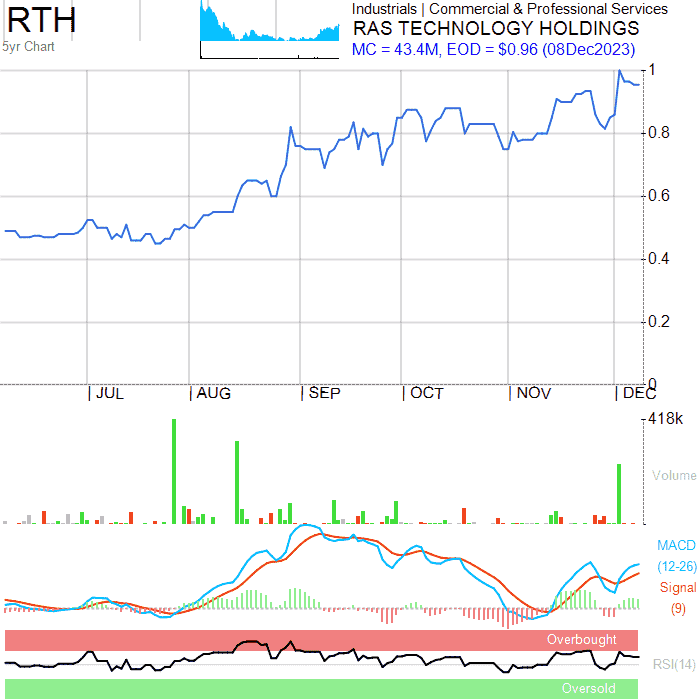 RTH
5yr Chart
Industrials | Commercial & Professional Services
RAS TECHNOLOGY HOLDINGS
MC = 43.4M, EOD = $0.96 (08Dec2023)
1
0.8
0.6
0.4
0.2
0
JUL AUG SEP OCT NOV DEC
418k
Volume
MACD
(12-26)
Signal
(9)
Overbought
RSI(14)
Oversold